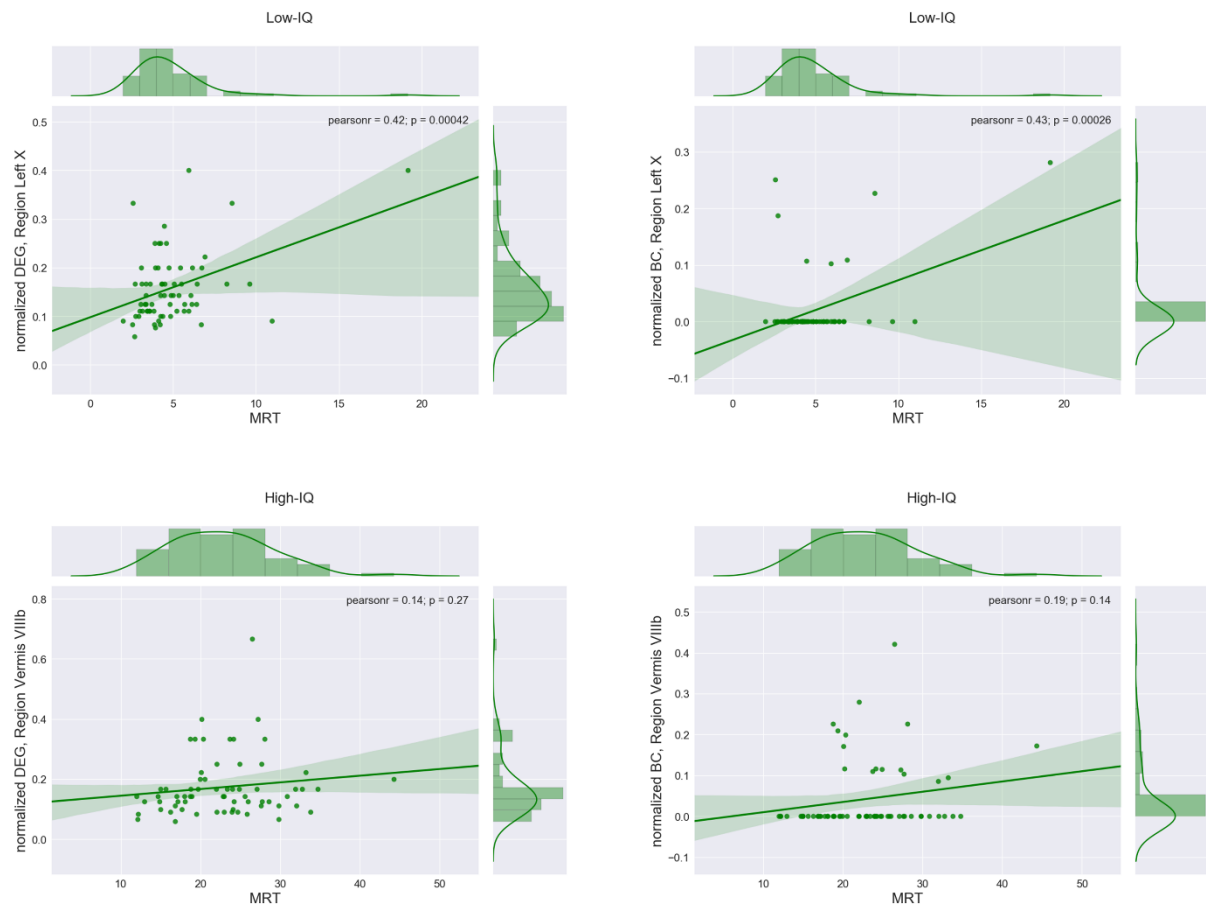 Low-IQ
pearsonr = 0.42; p = 0.00042
normalized DEG, Region Left X
0.5
0.4
0.3
0.2
0.1
0.0
0 5 10 15 20
MRT
Low-IQ
pearsonr = 0.43; p = 0.00026
normalized BC, Region Left X
0.3
0.2
0.1
0.0
−0.1
0 5 10 15 20
MRT
High-IQ
pearsonr = 0.14; p = 0.27
normalized DEG, Region Vermis VIIIb
0.8
0.6
0.4
0.2
0.0
10 20 30 40 50
MRT
High-IQ
pearsonr = 0.19; p = 0.14
normalized BC, Region Vermis VIIIb
0.5
0.4
0.3
0.2
0.1
0.0
−0.1
10 20 30 40 50
MRT